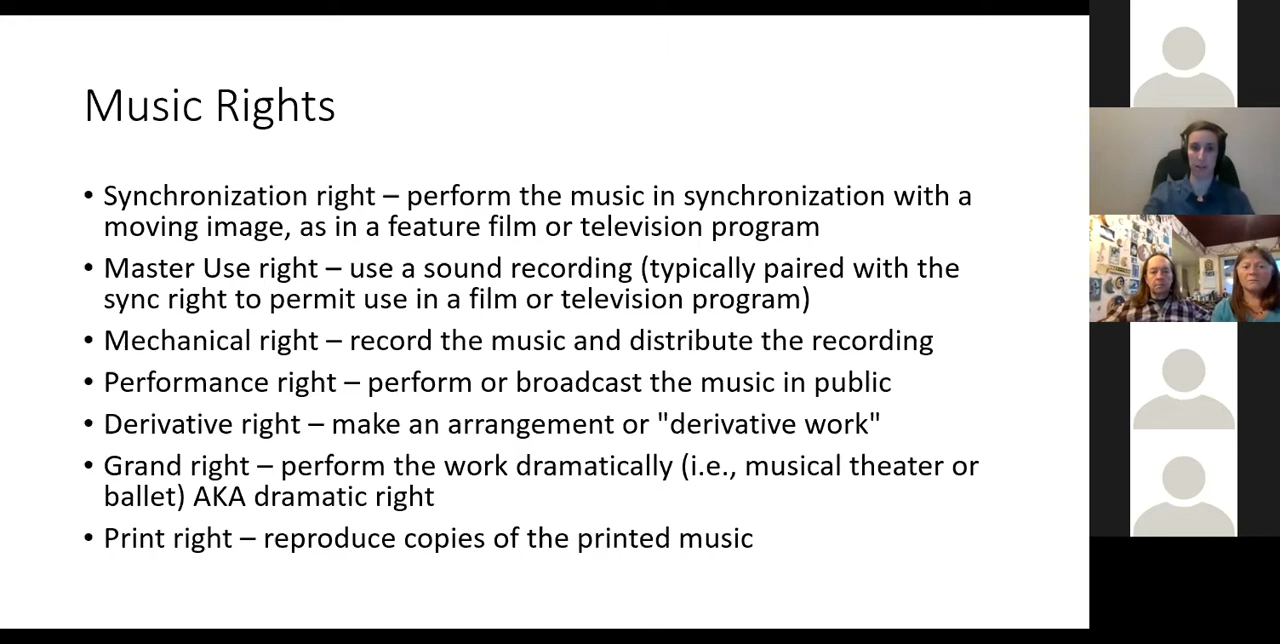 Music Rights
• Synchronization right – perform the music in synchronization with a
moving image, as in a feature film or television program
• Master Use right – use a sound recording (typically paired with the
sync right to permit use in a film or television program)
• Mechanical right – record the music and distribute the recording
• Performance right – perform or broadcast the music in public
• Derivative right – make an arrangement or "derivative work"
• Grand right – perform the work dramatically (i.e., musical theater or
ballet) AKA dramatic right
• Print right – reproduce copies of the printed music